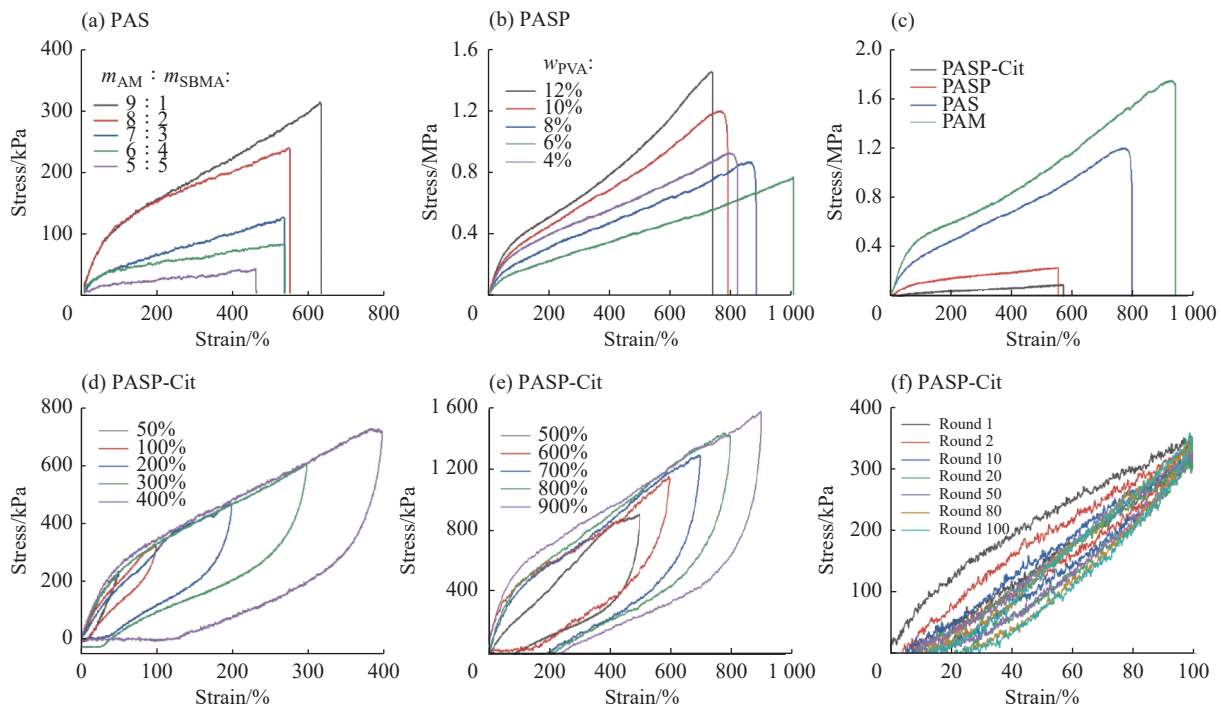 (a) PAS
400
300
200
100
Stress/kPa
m_AM : m_SBMA:
9 : 1
8 : 2
7 : 3
6 : 4
5 : 5
200
400
600
800
Strain/%
(b) PASP
1.6
1.2
0.8
0.4
Stress/MPa
w_PVA:
12%
10%
8%
6%
4%
0
200
400
600
800
1 000
Strain/%
(c)
2.0
1.6
1.2
0.4
Stress/MPa
PASP-Cit
PASP
PAS
PAM
0
200
400
600
800
1 000
Strain/%
(d) PASP-Cit
800
600
400
200
0
Stress/kPa
50%
100%
200%
300%
400%
0
100
200
300
400
Strain/%
(e) PASP-Cit
1 600
1 200
800
400
Stress/kPa
500%
600%
700%
800%
900%
0
200
400
600
800
1 000
Strain/%
(f) PASP-Cit
400
300
200
100
Stress/kPa
Round 1
Round 2
Round 10
Round 20
Round 50
Round 80
Round 100
0
20
40
60
80
100
Strain/%